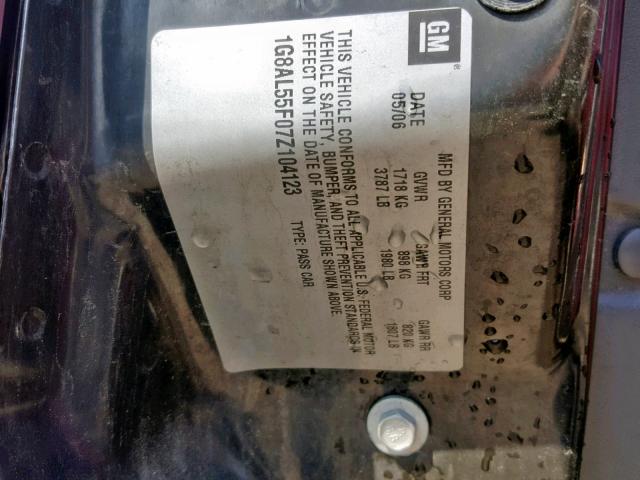 GM®
MFD BY GENERAL MOTORS CORP
DATE GVWR GAWR FRT GAWR RR
05/06 1718 KG 898 KG 820 KG
3787 LB 1980 LB 1807 LB
THIS VEHICLE CONFORMS TO ALL APPLICABLE U.S. FEDERAL MOTOR
VEHICLE SAFETY, BUMPER, AND THEFT PREVENTION STANDARDS IN
EFFECT ON THE DATE OF MANUFACTURE SHOWN ABOVE.
1G8AL55F07Z104123 TYPE: PASS CAR